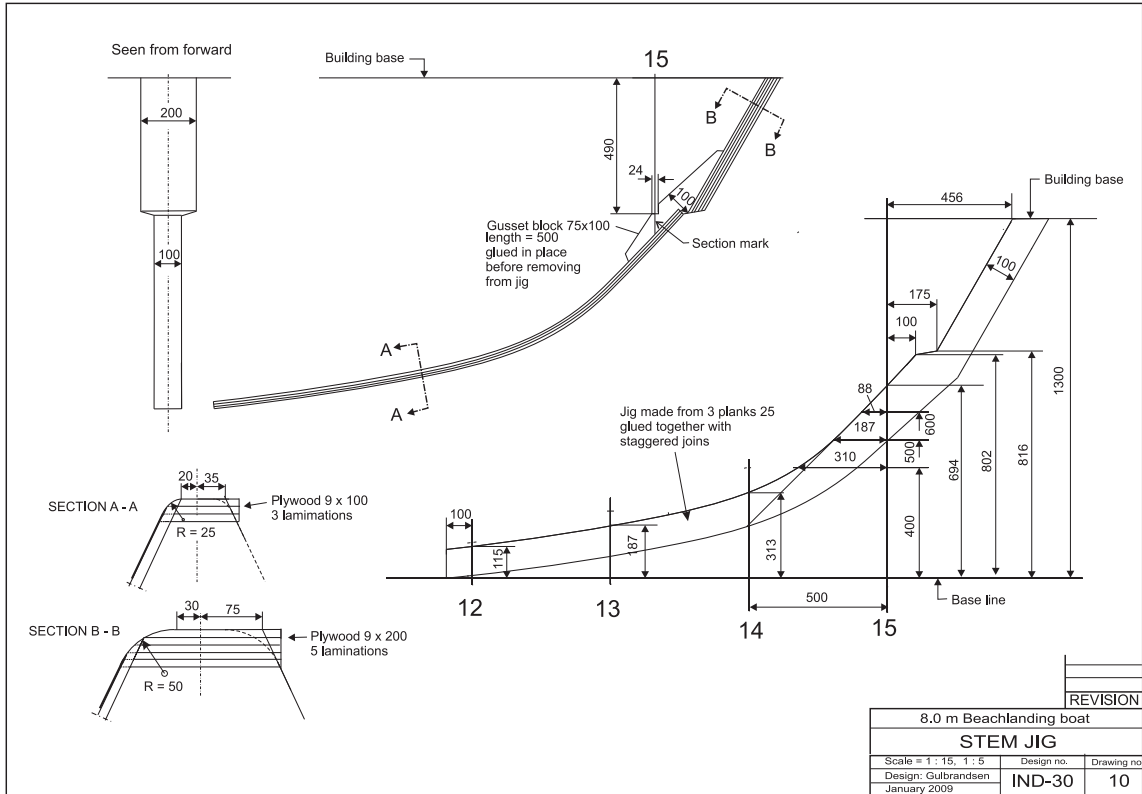 Seen from forward
200
100
Building base
15
490
24
100
B
B
Gusset block 75x100
length = 500
glued in place
before removing
from jig
Section mark
A
A
Building base
456
100
175
100
88
187
310
600
500
400
694
802
816
1300
Jig made from 3 planks 25
glued together with
staggered joins
100
115
187
313
500
12
13
14
15
Base line
SECTION A - A
20
35
R = 25
Plywood 9 x 100
3 laminations
SECTION B - B
30
75
R = 50
Plywood 9 x 200
5 laminations
REVISION
8.0 m Beachlanding boat
STEM JIG
Scale = 1 : 15, 1 : 5
Design: Gulbrandsen
January 2009
Design no.
IND-30
Drawing no
10